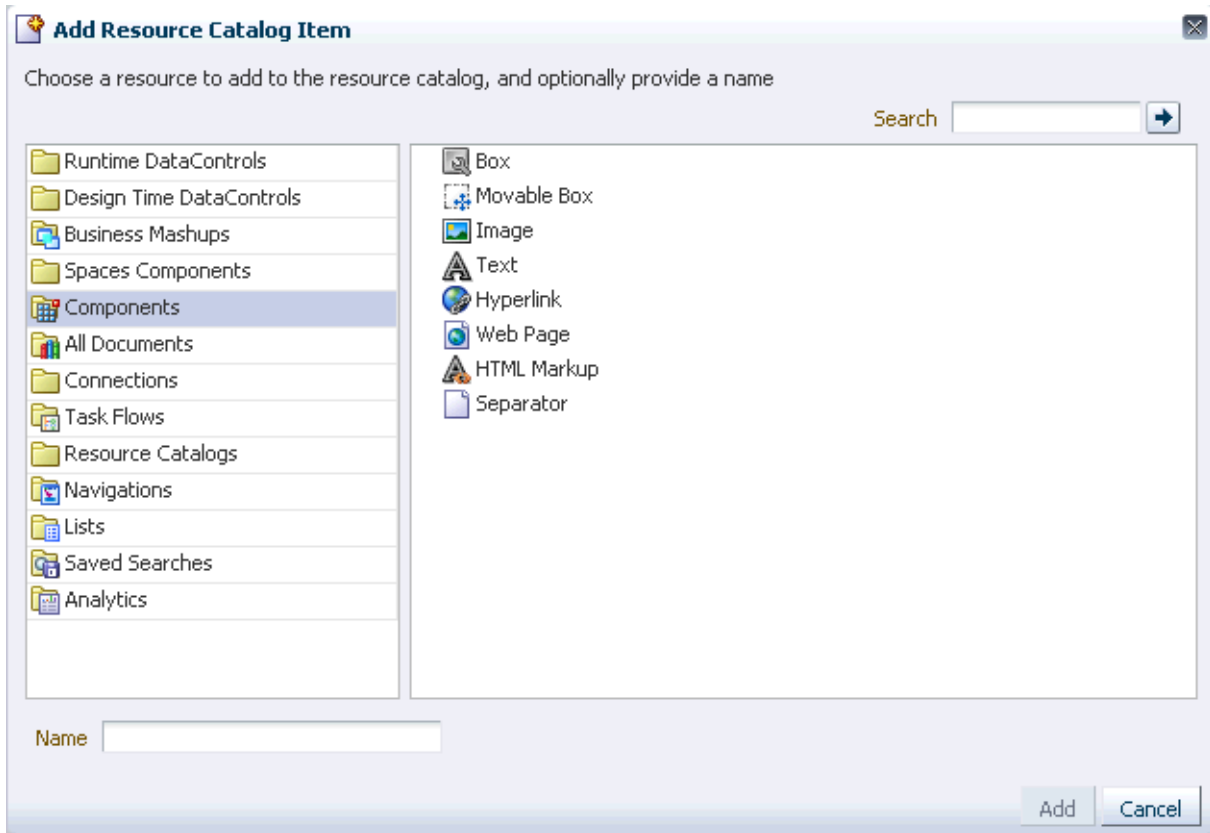 Add Resource Catalog Item
Choose a resource to add to the resource catalog, and optionally provide a name
Search
Runtime DataControls
Design Time DataControls
Business Mashups
Spaces Components
Components
All Documents
Connections
Task Flows
Resource Catalogs
Navigations
Lists
Saved Searches
Analytics
Box
Movable Box
Image
Text
Hyperlink
Web Page
HTML Markup
Separator
Name
Add
Cancel